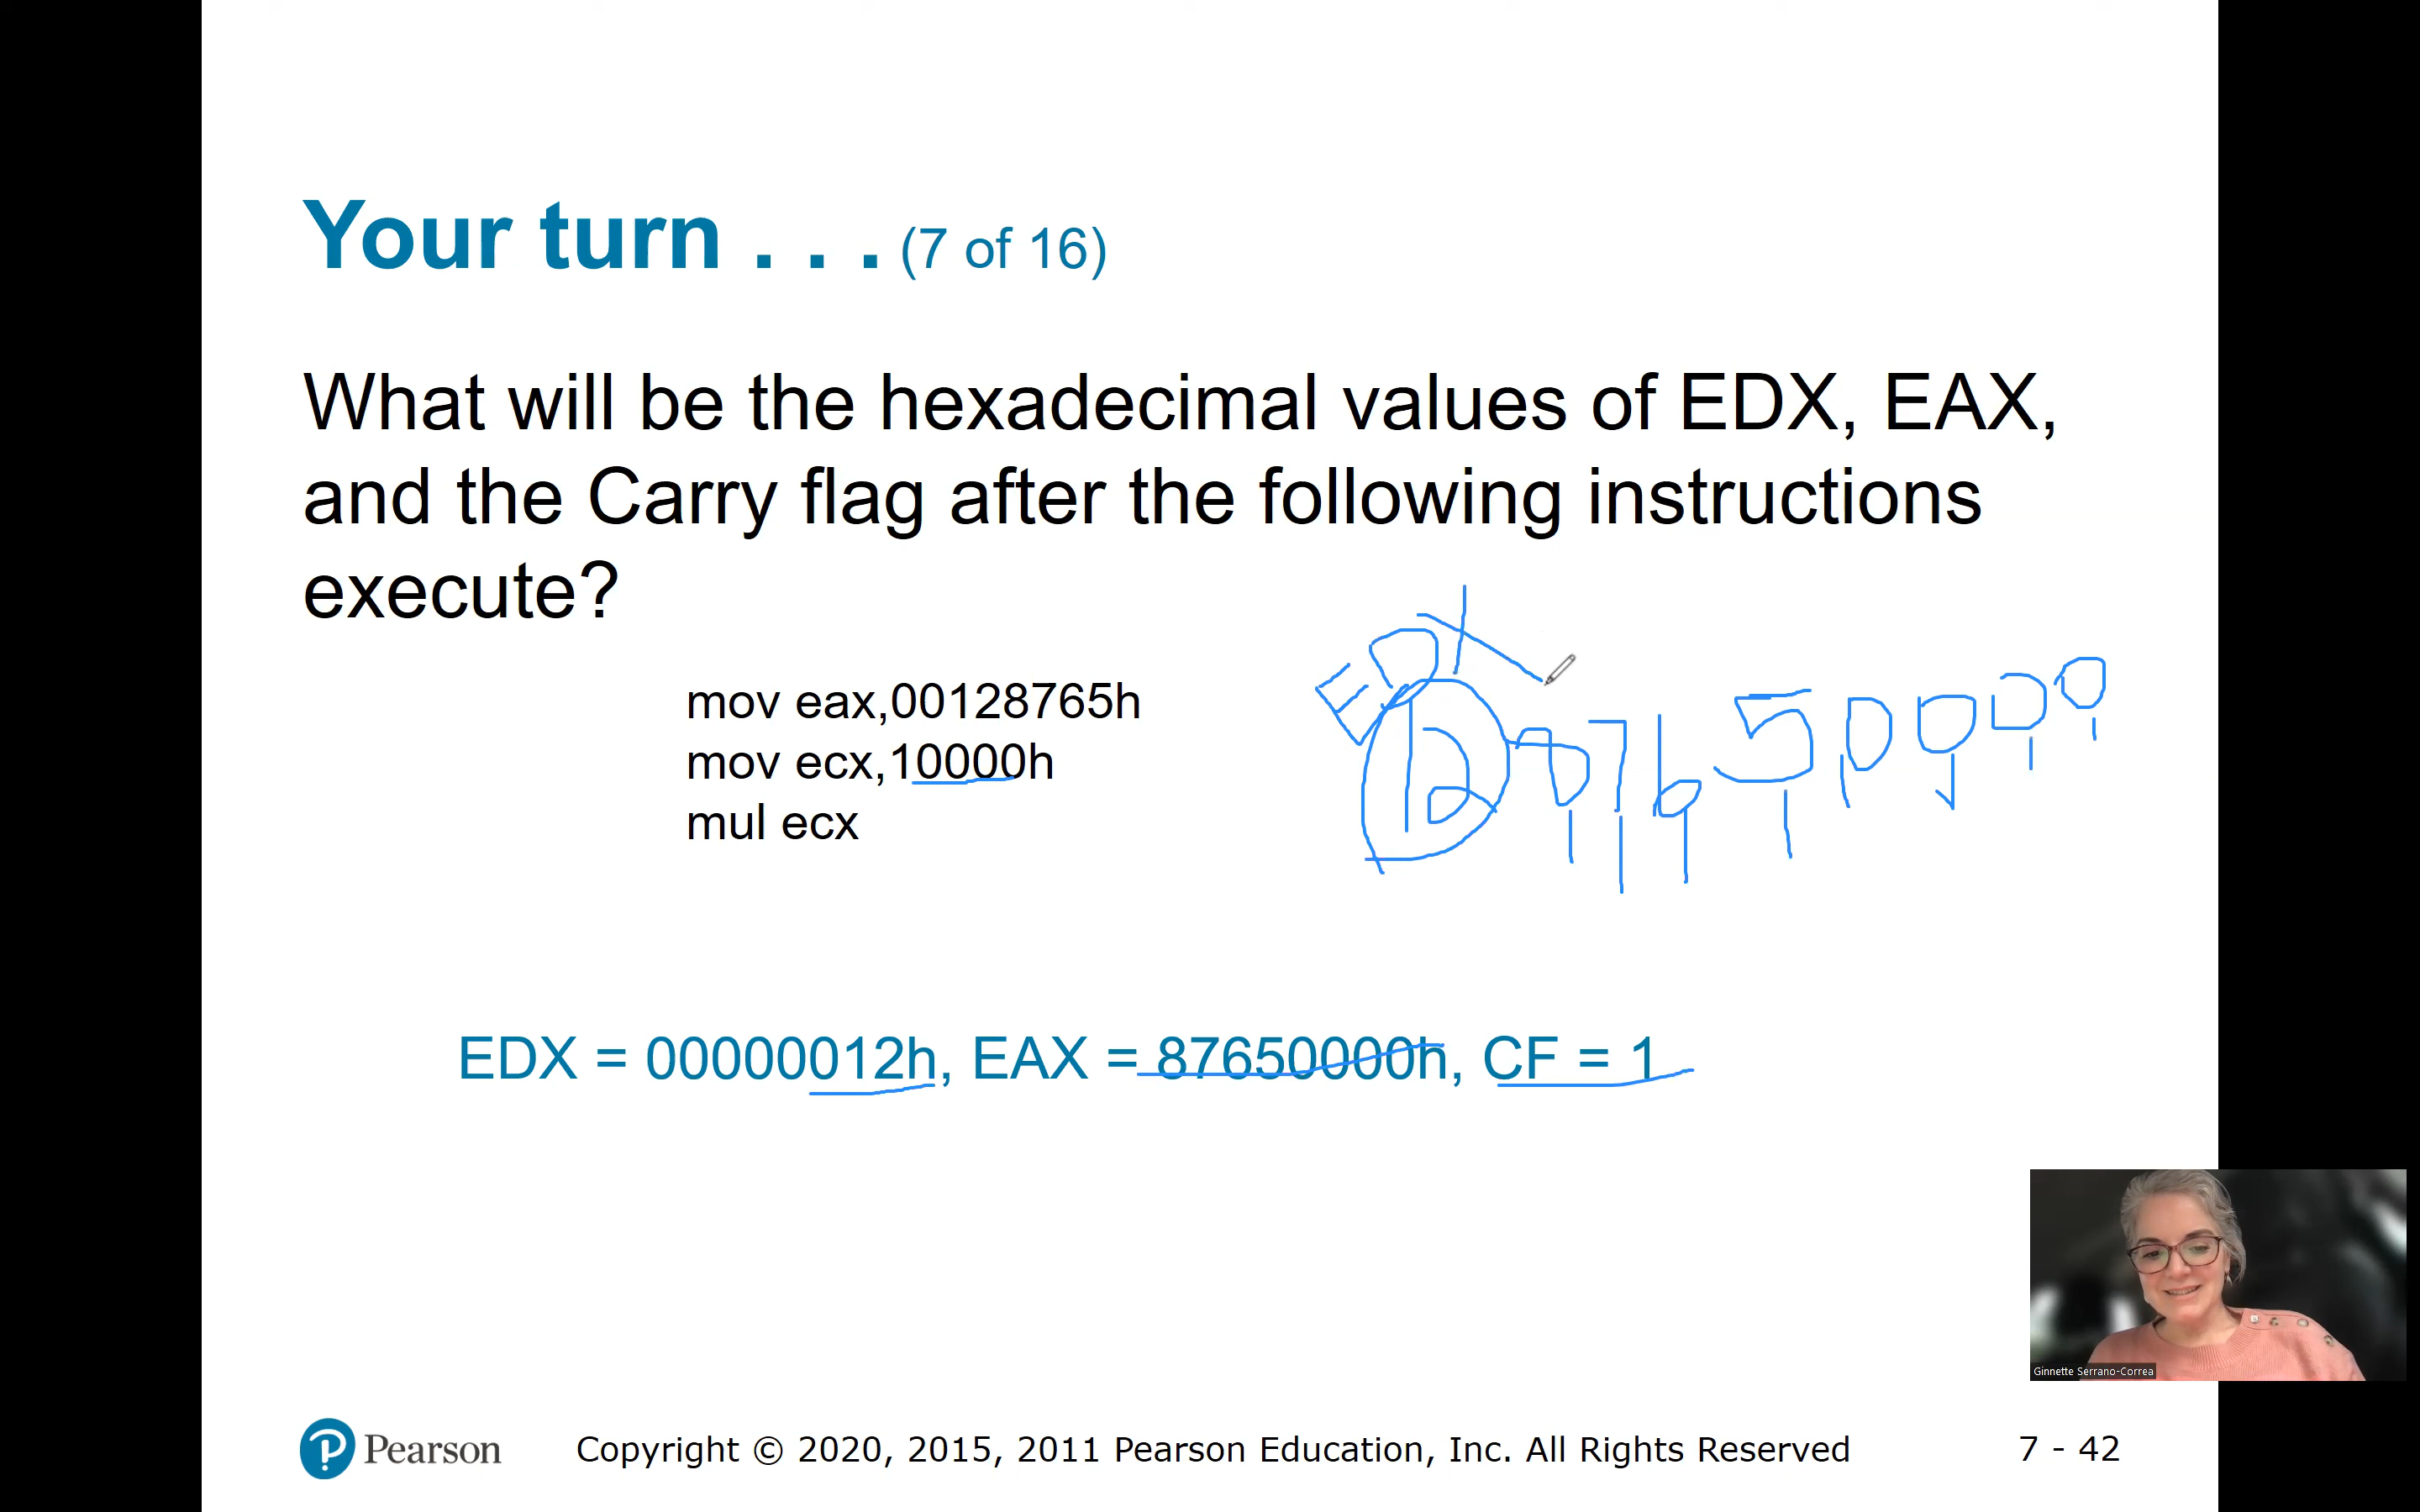 Your turn . . . (7 of 16)
What will be the hexadecimal values of EDX, EAX,
and the Carry flag after the following instructions
execute?
EDX
mov eax,00128765h
mov ecx,10000h
mul ecx
1287650000
EDX = 00000012h, EAX = 87650000h, CF = 1
Ginnette Serrano-Correa
Pearson
Copyright © 2020, 2015, 2011 Pearson Education, Inc. All Rights Reserved
7 - 42